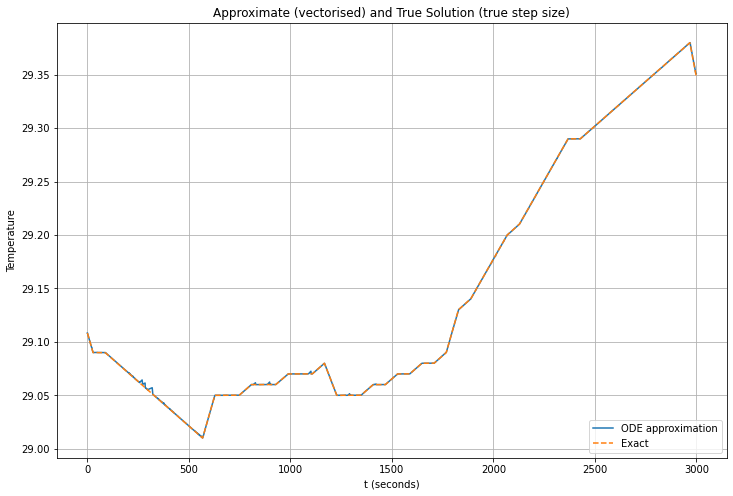 Approximate (vectorised) and True Solution (true step size)
29.35
29.30
29.25
29.20
29.15
29.10
29.05
29.00
Temperature
0 500 1000 1500 2000 2500 3000
t (seconds)
ODE approximation
Exact